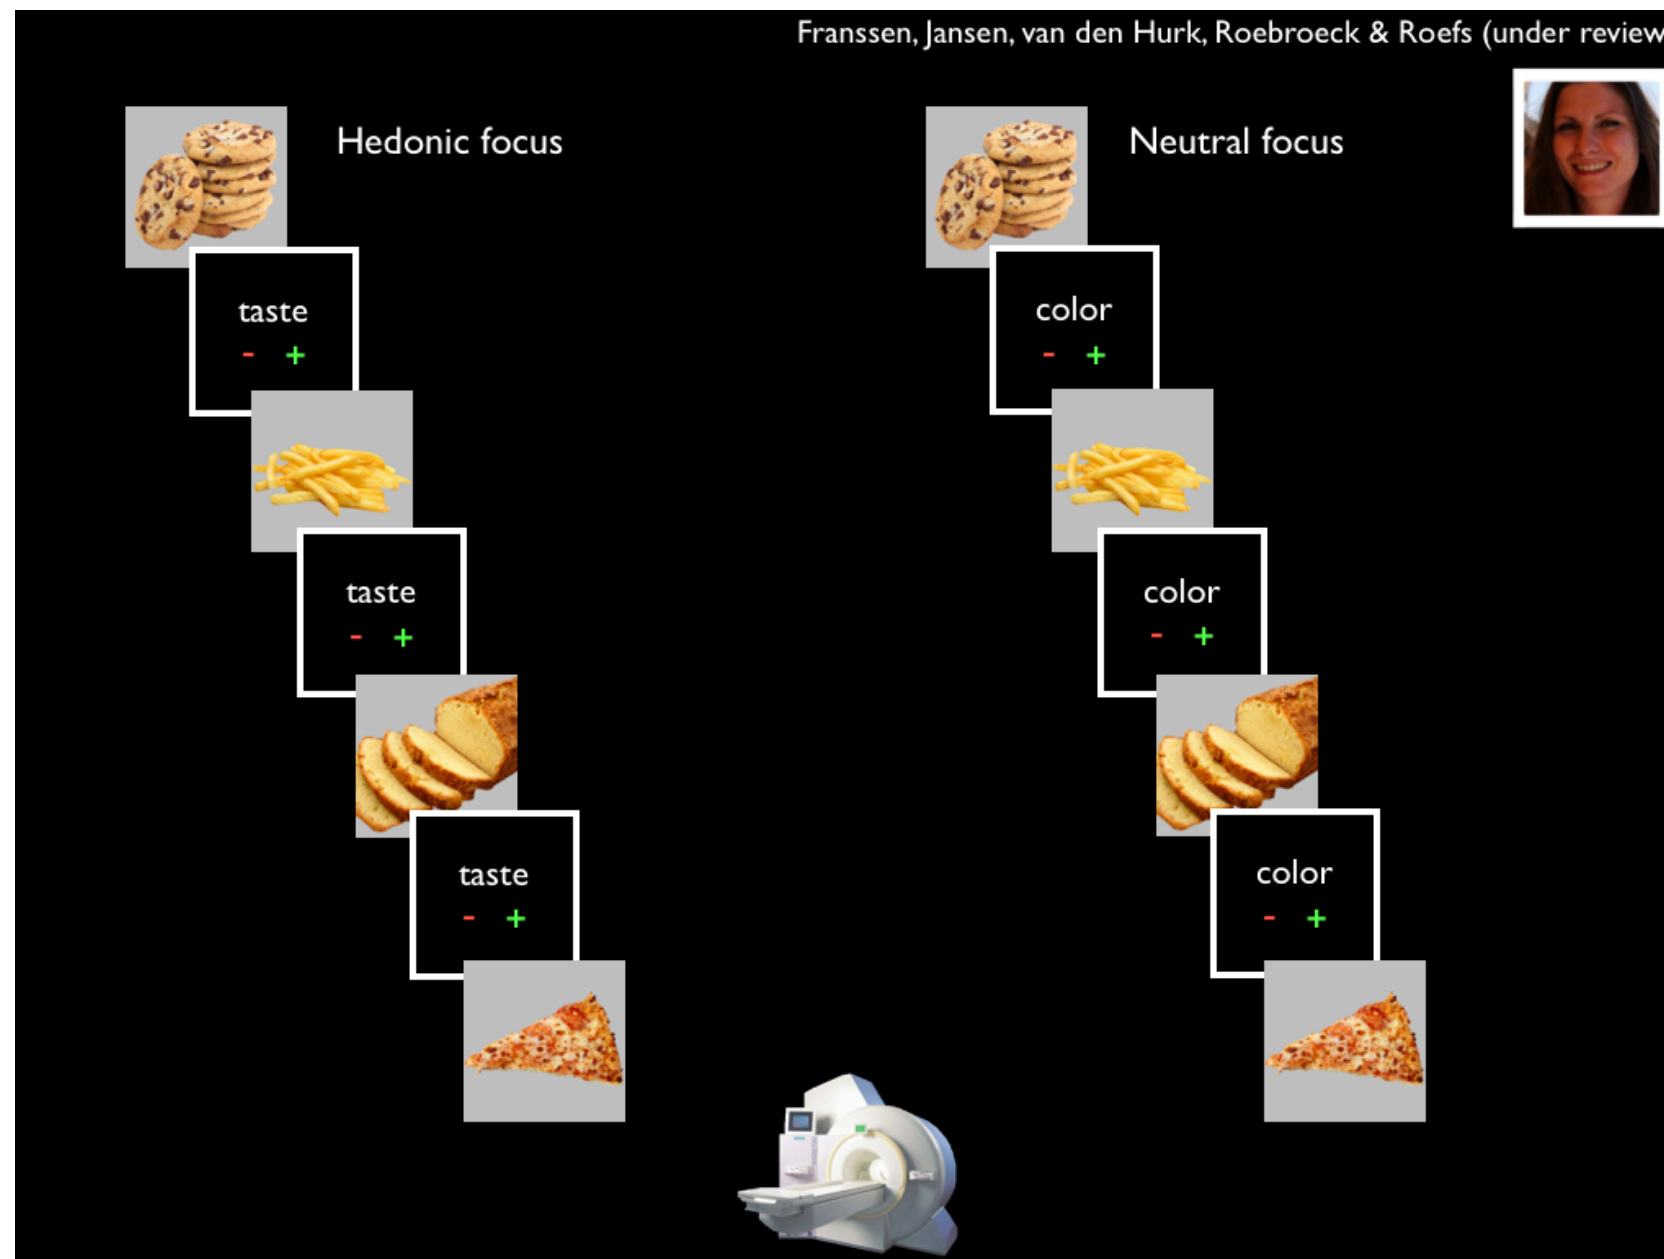 Franssen, Jansen, van den Hurk, Roebroeck & Roefs (under review
Hedonic focus
taste
- +
taste
- +
taste
- +
Neutral focus
color
- +
color
- +
color
- +